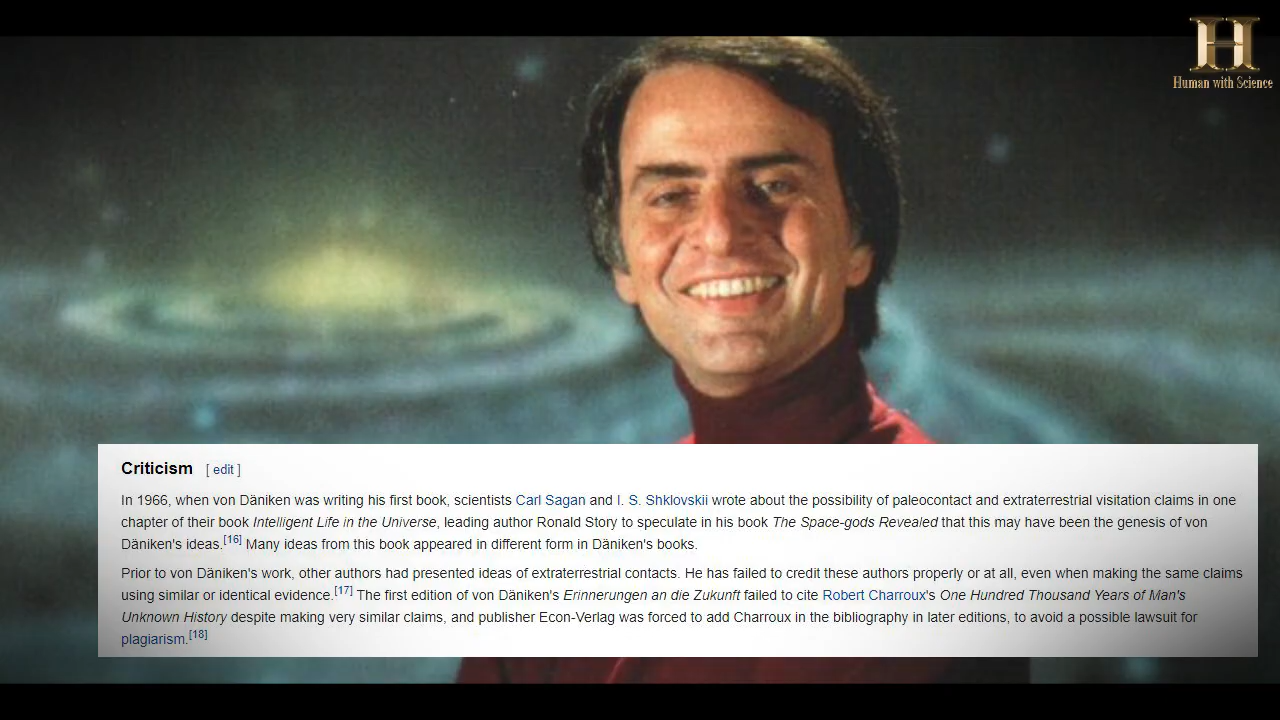 H
Human with Science
Criticism [ edit ]
In 1966, when von Däniken was writing his first book, scientists Carl Sagan and I. S. Shklovskii wrote about the possibility of paleocontact and extraterrestrial visitation claims in one
chapter of their book Intelligent Life in the Universe, leading author Ronald Story to speculate in his book The Space-gods Revealed that this may have been the genesis of von
Däniken's ideas.[16] Many ideas from this book appeared in different form in Däniken's books.
Prior to von Däniken's work, other authors had presented ideas of extraterrestrial contacts. He has failed to credit these authors properly or at all, even when making the same claims
using similar or identical evidence.[17] The first edition of von Däniken's Erinnerungen an die Zukunft failed to cite Robert Charroux's One Hundred Thousand Years of Man's
Unknown History despite making very similar claims, and publisher Econ-Verlag was forced to add Charroux in the bibliography in later editions, to avoid a possible lawsuit for
plagiarism.[18]